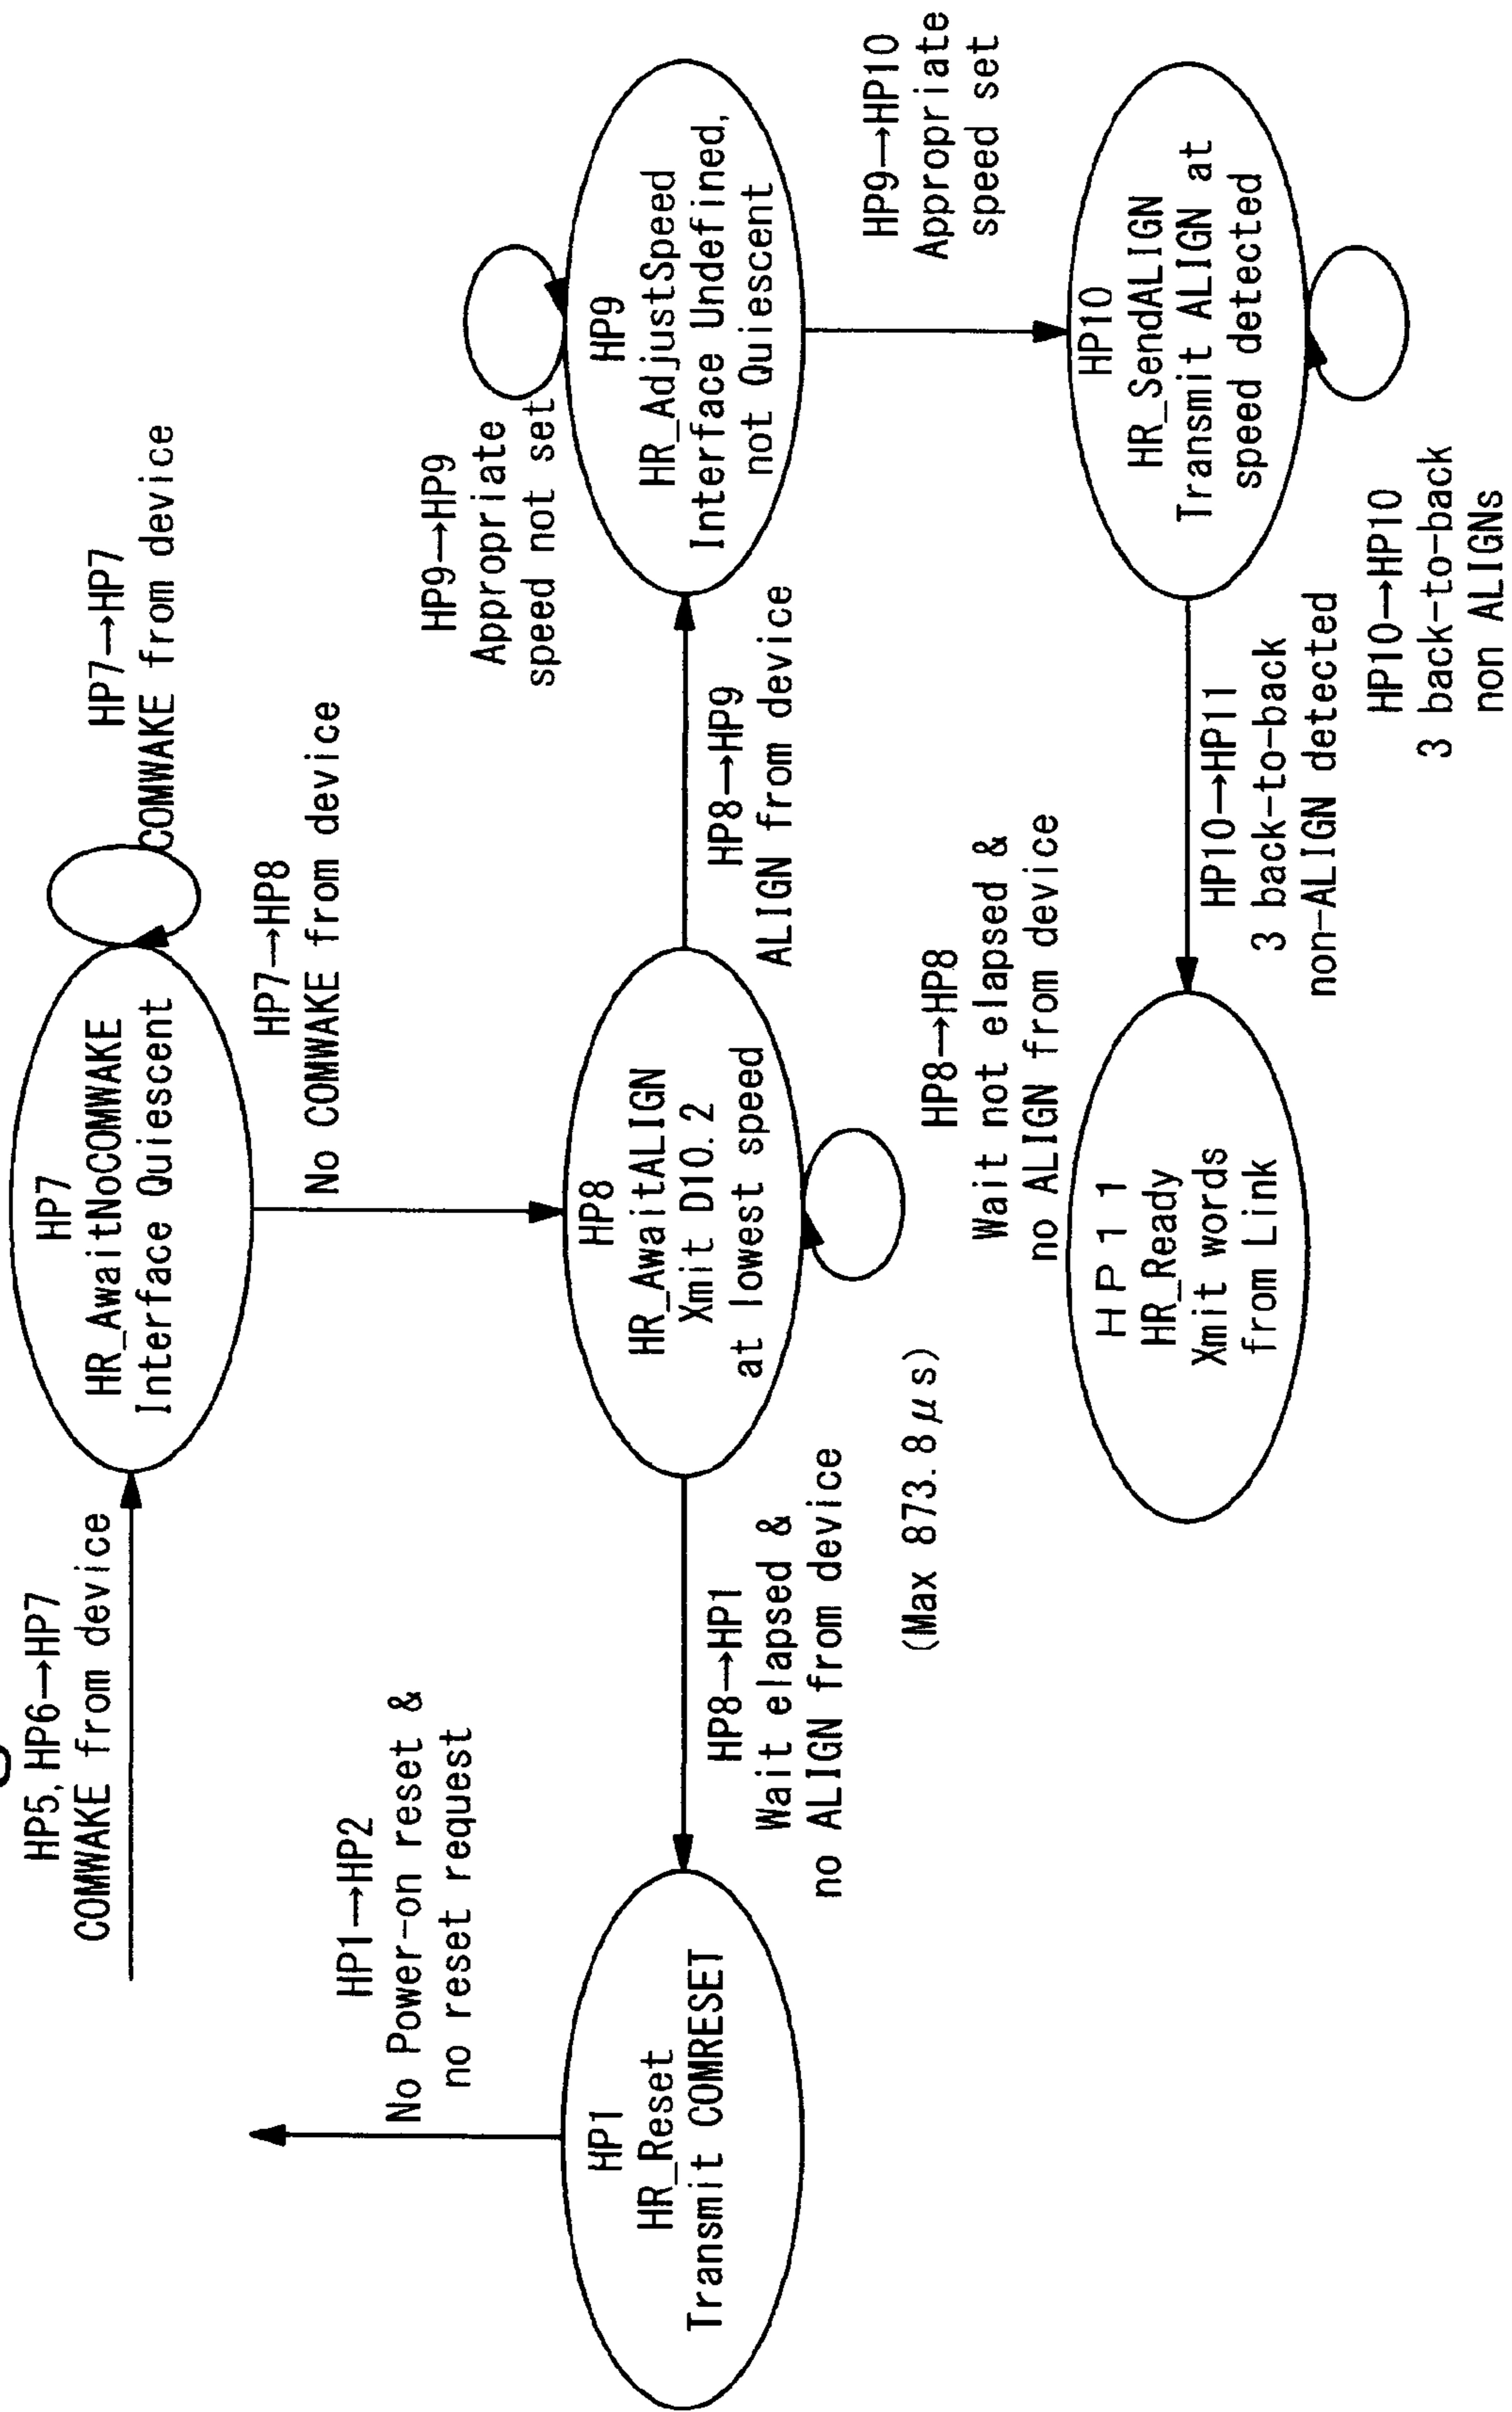 HP5, HP6→HP7
COMWAKE from device
HP7
HR_AwaitNoCOMWAKE
Interface Quiescent
HP7→HP7
COMWAKE from device
HP7→HP8
No COMWAKE from device
HP1→HP2
No Power-on reset &
no reset request
HP1
HR_Reset
Transmit COMRESET
HP8→HP1
Wait elapsed &
no ALIGN from device
(Max 873.8μs)
HP8
HR_AwaitALIGN
Xmit D10.2
at lowest speed
HP8→HP8
Wait not elapsed &
no ALIGN from device
HP8→HP9
ALIGN from device
HP9→HP9
Appropriate
speed not set
HP9
HR_AdjustSpeed
Interface Undefined,
not Quiescent
HP9→HP10
Appropriate
speed set
HP11
HR_Ready
Xmit words
from Link
HP10→HP11
3 back-to-back
non-ALIGN detected
HP10
HR_SendALIGN
Transmit ALIGN at
speed detected
HP10→HP10
3 back-to-back
non ALIGNs